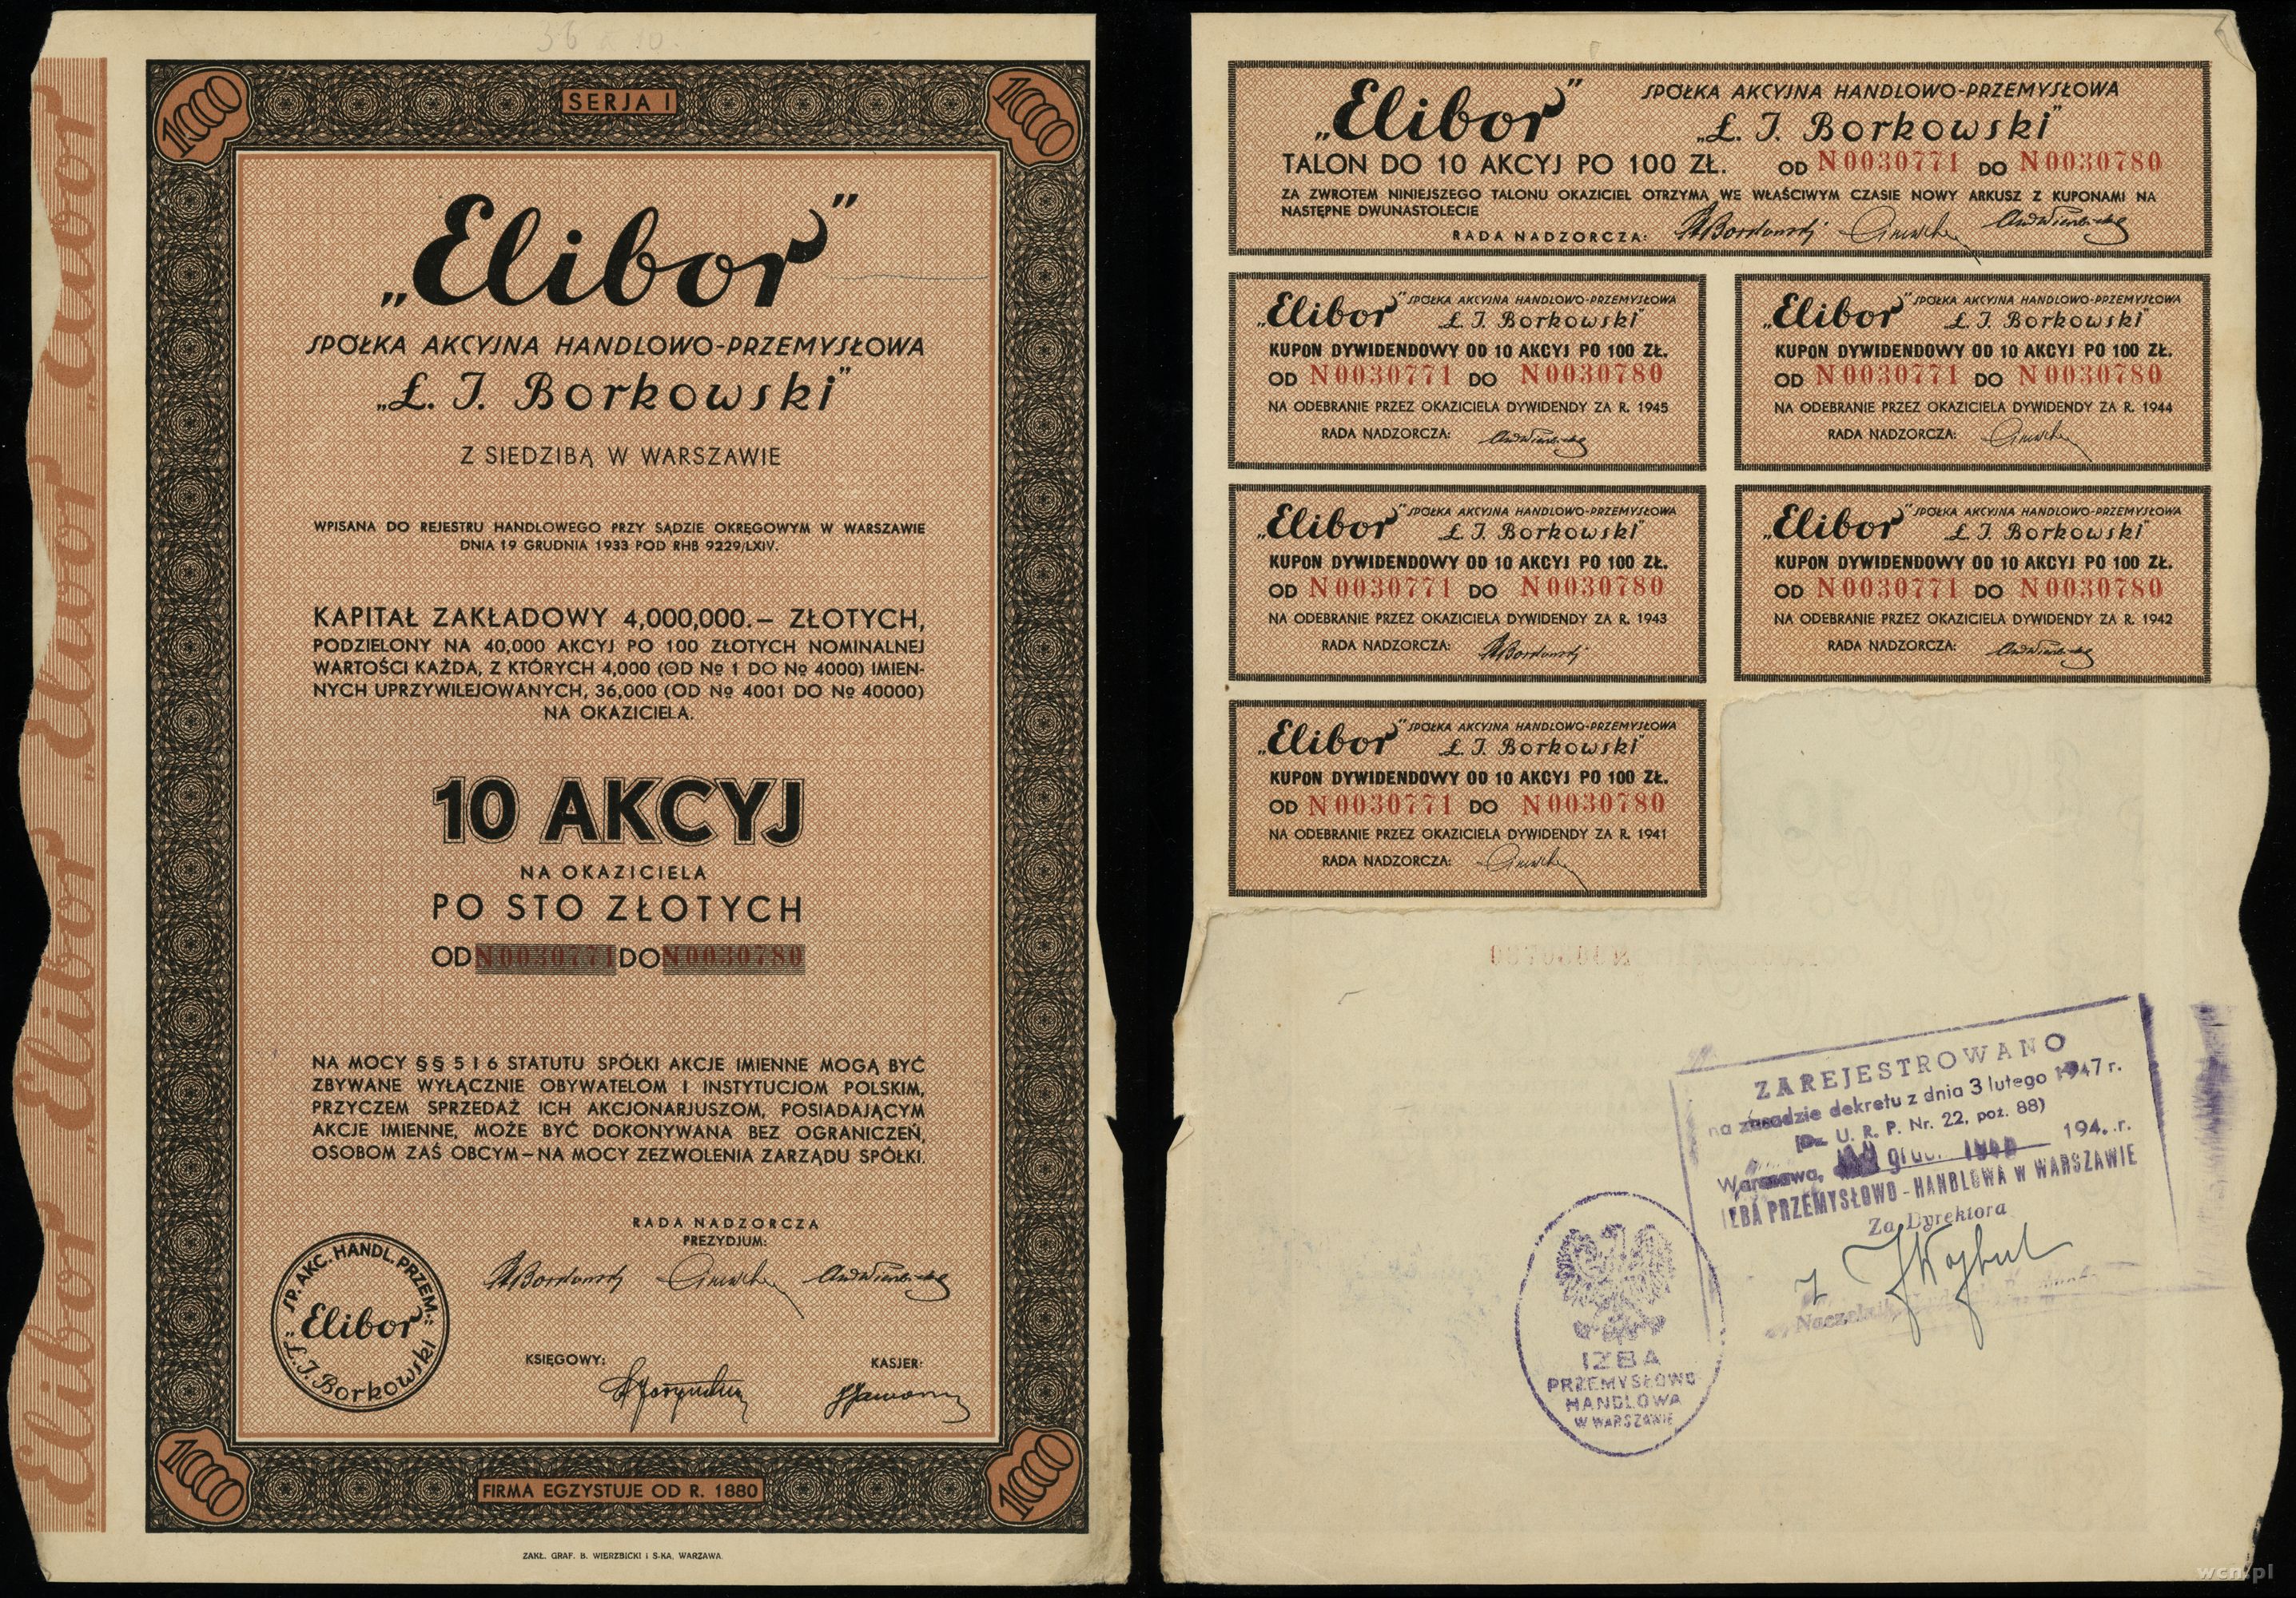 36 10.
1000
SERJA I
1000
„Elibor”
SPÓŁKA AKCYJNA HANDLOWO-PRZEMYSŁOWA
„Ł. J. Borkowski”
Z SIEDZIBĄ W WARSZAWIE
WPISANA DO REJESTRU HANDLOWEGO PRZY SĄDZIE OKRĘGOWYM W WARSZAWIE
DNIA 19 GRUDNIA 1933 POD RHB 9229/LXIV.
KAPITAŁ ZAKŁADOWY 4,000,000.– ZŁOTYCH,
PODZIELONY NA 40,000 AKCYJ PO 100 ZŁOTYCH NOMINALNEJ
WARTOŚCI KAŻDA, Z KTÓRYCH 4,000 (OD № 1 DO № 4000) IMIEN-
NYCH UPRZYWILEJOWANYCH, 36,000 (OD № 4001 DO № 40000)
NA OKAZICIELA.
10 AKCYJ
NA OKAZICIELA
PO STO ZŁOTYCH
OD N0030771 DO N0030780
NA MOCY §§ 5 I 6 STATUTU SPÓŁKI AKCJE IMIENNE MOGĄ BYĆ
ZBYWANE WYŁĄCZNIE OBYWATELOM I INSTYTUCJOM POLSKIM,
PRZYCZEM SPRZEDAŻ ICH AKCJONARJUSZOM, POSIADAJĄCYM
AKCJE IMIENNE, MOŻE BYĆ DOKONYWANA BEZ OGRANICZEŃ,
OSOBOM ZAŚ OBCYM – NA MOCY ZEZWOLENIA ZARZĄDU SPÓŁKI.
RADA NADZORCZA
PREZYDJUM:
SP. AKC. HANDL. PRZEM.
„Elibor”
Ł. J. Borkowski
KSIĘGOWY:
KASJER:
1000
FIRMA EGZYSTUJE OD R. 1880
1000
ZAKŁ. GRAF. B. WIERZBICKI i S-KA, WARZAWA.
„Elibor” „Elibor” „Elibor” „Elibor”
„Elibor”
SPÓŁKA AKCYJNA HANDLOWO-PRZEMYSŁOWA
„Ł. J. Borkowski”
TALON DO 10 AKCYJ PO 100 ZŁ. OD N0030771 DO N0030780
ZA ZWROTEM NINIEJSZEGO TALONU OKAZICIEL OTRZYMA WE WŁAŚCIWYM CZASIE NOWY ARKUSZ Z KUPONAMI NA
NASTĘPNE DWUNASTOLECIE
RADA NADZORCZA:
„Elibor” SPÓŁKA AKCYJNA HANDLOWO-PRZEMYSŁOWA
„Ł. J. Borkowski”
KUPON DYWIDENDOWY OD 10 AKCYJ PO 100 ZŁ.
OD N0030771 DO N0030780
NA ODEBRANIE PRZEZ OKAZICIELA DYWIDENDY ZA R. 1945
RADA NADZORCZA:
„Elibor” SPÓŁKA AKCYJNA HANDLOWO-PRZEMYSŁOWA
„Ł. J. Borkowski”
KUPON DYWIDENDOWY OD 10 AKCYJ PO 100 ZŁ.
OD N0030771 DO N0030780
NA ODEBRANIE PRZEZ OKAZICIELA DYWIDENDY ZA R. 1944
RADA NADZORCZA:
„Elibor” SPÓŁKA AKCYJNA HANDLOWO-PRZEMYSŁOWA
„Ł. J. Borkowski”
KUPON DYWIDENDOWY OD 10 AKCYJ PO 100 ZŁ.
OD N0030771 DO N0030780
NA ODEBRANIE PRZEZ OKAZICIELA DYWIDENDY ZA R. 1943
RADA NADZORCZA:
„Elibor” SPÓŁKA AKCYJNA HANDLOWO-PRZEMYSŁOWA
„Ł. J. Borkowski”
KUPON DYWIDENDOWY OD 10 AKCYJ PO 100 ZŁ.
OD N0030771 DO N0030780
NA ODEBRANIE PRZEZ OKAZICIELA DYWIDENDY ZA R. 1942
RADA NADZORCZA:
„Elibor” SPÓŁKA AKCYJNA HANDLOWO-PRZEMYSŁOWA
„Ł. J. Borkowski”
KUPON DYWIDENDOWY OD 10 AKCYJ PO 100 ZŁ.
OD N0030771 DO N0030780
NA ODEBRANIE PRZEZ OKAZICIELA DYWIDENDY ZA R. 1941
RADA NADZORCZA:
ZAREJESTROWANO
na zasadzie dekretu z dnia 3 lutego 1947 r.
(Dz. U. R. P. Nr. 22, poz. 88)
Warszawa, 194..r.
IZBA PRZEMYSŁOWO-HANDLOWA W WARSZAWIE
Za Dyrektora
IZBA
PRZEMYSŁOWO
HANDLOWA
W WARSZAWIE
wcn.pl